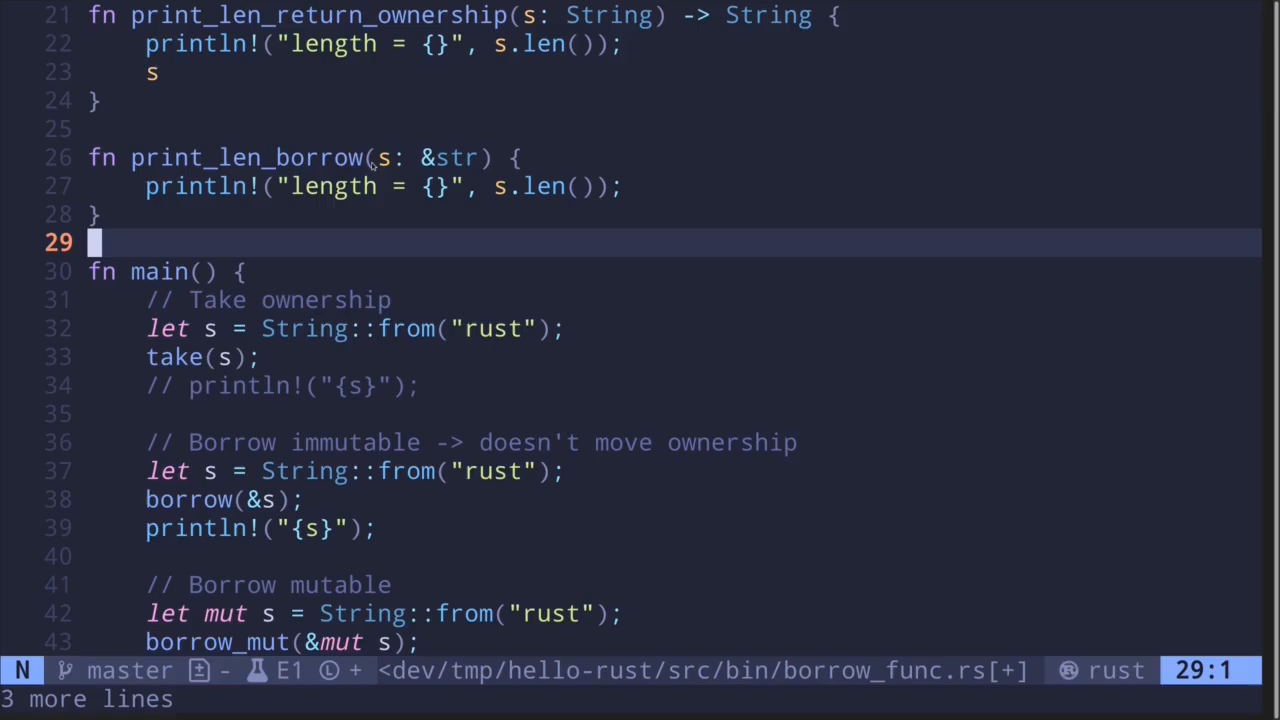 21 fn print_len_return_ownership(s: String) -> String {
22     println!("length = {}", s.len());
23     s
24 }
25
26 fn print_len_borrow(s: &str) {
27     println!("length = {}", s.len());
28 }
29
30 fn main() {
31     // Take ownership
32     let s = String::from("rust");
33     take(s);
34     // println!("{s}");
35
36     // Borrow immutable -> doesn't move ownership
37     let s = String::from("rust");
38     borrow(&s);
39     println!("{s}");
40
41     // Borrow mutable
42     let mut s = String::from("rust");
43     borrow_mut(&mut s);
N master - E1 L + <dev/tmp/hello-rust/src/bin/borrow_func.rs[+] rust 29:1
3 more lines